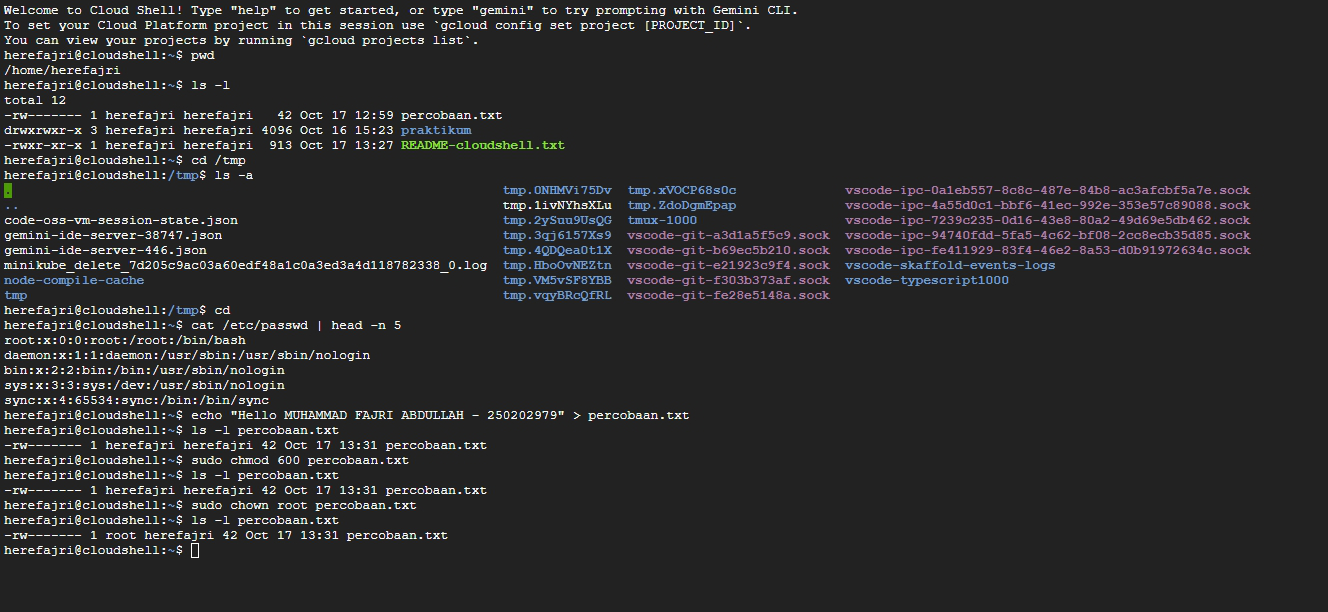 Welcome to Cloud Shell! Type "help" to get started, or type "gemini" to try prompting with Gemini CLI.
To set your Cloud Platform project in this session use `gcloud config set project [PROJECT_ID]`.
You can view your projects by running `gcloud projects list`.
herefajri@cloudshell:~$ pwd
/home/herefajri
herefajri@cloudshell:~$ ls -l
total 12
-rw------- 1 herefajri herefajri   42 Oct 17 12:59 percobaan.txt
drwxrwxr-x 3 herefajri herefajri 4096 Oct 16 15:23 praktikum
-rwxr-xr-x 1 herefajri herefajri  913 Oct 17 13:27 README-cloudshell.txt
herefajri@cloudshell:~$ cd /tmp
herefajri@cloudshell:/tmp$ ls -a
.                                                               tmp.0NHMVi75Dv  tmp.xVOCP68s0c              vscode-ipc-0a1eb557-8c8c-487e-84b8-ac3afcbf5a7e.sock
..                                                              tmp.1ivNYhsXLu  tmp.ZdoDgmEpap              vscode-ipc-4a55d0c1-bbf6-41ec-992e-353e57c89088.sock
code-oss-vm-session-state.json                                  tmp.2ySuu9UsQG  tmux-1000                   vscode-ipc-7239c235-0d16-43e8-80a2-49d69e5db462.sock
gemini-ide-server-38747.json                                    tmp.3qj6157Xs9  vscode-git-a3d1a5f5c9.sock  vscode-ipc-94740fdd-5fa5-4c62-bf08-2cc8ecb35d85.sock
gemini-ide-server-446.json                                      tmp.4QDQea0t1X  vscode-git-b69ec5b210.sock  vscode-ipc-fe411929-83f4-46e2-8a53-d0b91972634c.sock
minikube_delete_7d205c9ac03a60edf48a1c0a3ed3a4d118782338_0.log  tmp.HboOvNEZtn  vscode-git-e21923c9f4.sock  vscode-skaffold-events-logs
node-compile-cache                                              tmp.VM5vSF8YBB  vscode-git-f303b373af.sock  vscode-typescript1000
tmp                                                             tmp.vqyBRcQfRL  vscode-git-fe28e5148a.sock
herefajri@cloudshell:/tmp$ cd
herefajri@cloudshell:~$ cat /etc/passwd | head -n 5
root:x:0:0:root:/root:/bin/bash
daemon:x:1:1:daemon:/usr/sbin:/usr/sbin/nologin
bin:x:2:2:bin:/bin:/usr/sbin/nologin
sys:x:3:3:sys:/dev:/usr/sbin/nologin
sync:x:4:65534:sync:/bin:/bin/sync
herefajri@cloudshell:~$ echo "Hello MUHAMMAD FAJRI ABDULLAH - 250202979" > percobaan.txt
herefajri@cloudshell:~$ ls -l percobaan.txt
-rw------- 1 herefajri herefajri 42 Oct 17 13:31 percobaan.txt
herefajri@cloudshell:~$ sudo chmod 600 percobaan.txt
herefajri@cloudshell:~$ ls -l percobaan.txt
-rw------- 1 herefajri herefajri 42 Oct 17 13:31 percobaan.txt
herefajri@cloudshell:~$ sudo chown root percobaan.txt
herefajri@cloudshell:~$ ls -l percobaan.txt
-rw------- 1 root herefajri 42 Oct 17 13:31 percobaan.txt
herefajri@cloudshell:~$